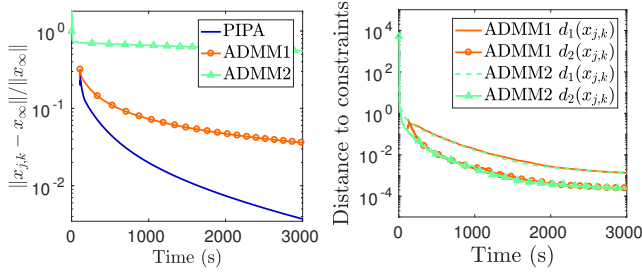 ‖x_{j,k} − x_∞‖/‖x_∞‖
10^0
10^{-1}
10^{-2}
PIPA
ADMM1
ADMM2
0 1000 2000 3000
Time (s)
Distance to constraints
10^4
10^2
10^0
10^{-2}
10^{-4}
ADMM1 d_1(x_{j,k})
ADMM1 d_2(x_{j,k})
ADMM2 d_1(x_{j,k})
ADMM2 d_2(x_{j,k})
0 1000 2000 3000
Time (s)